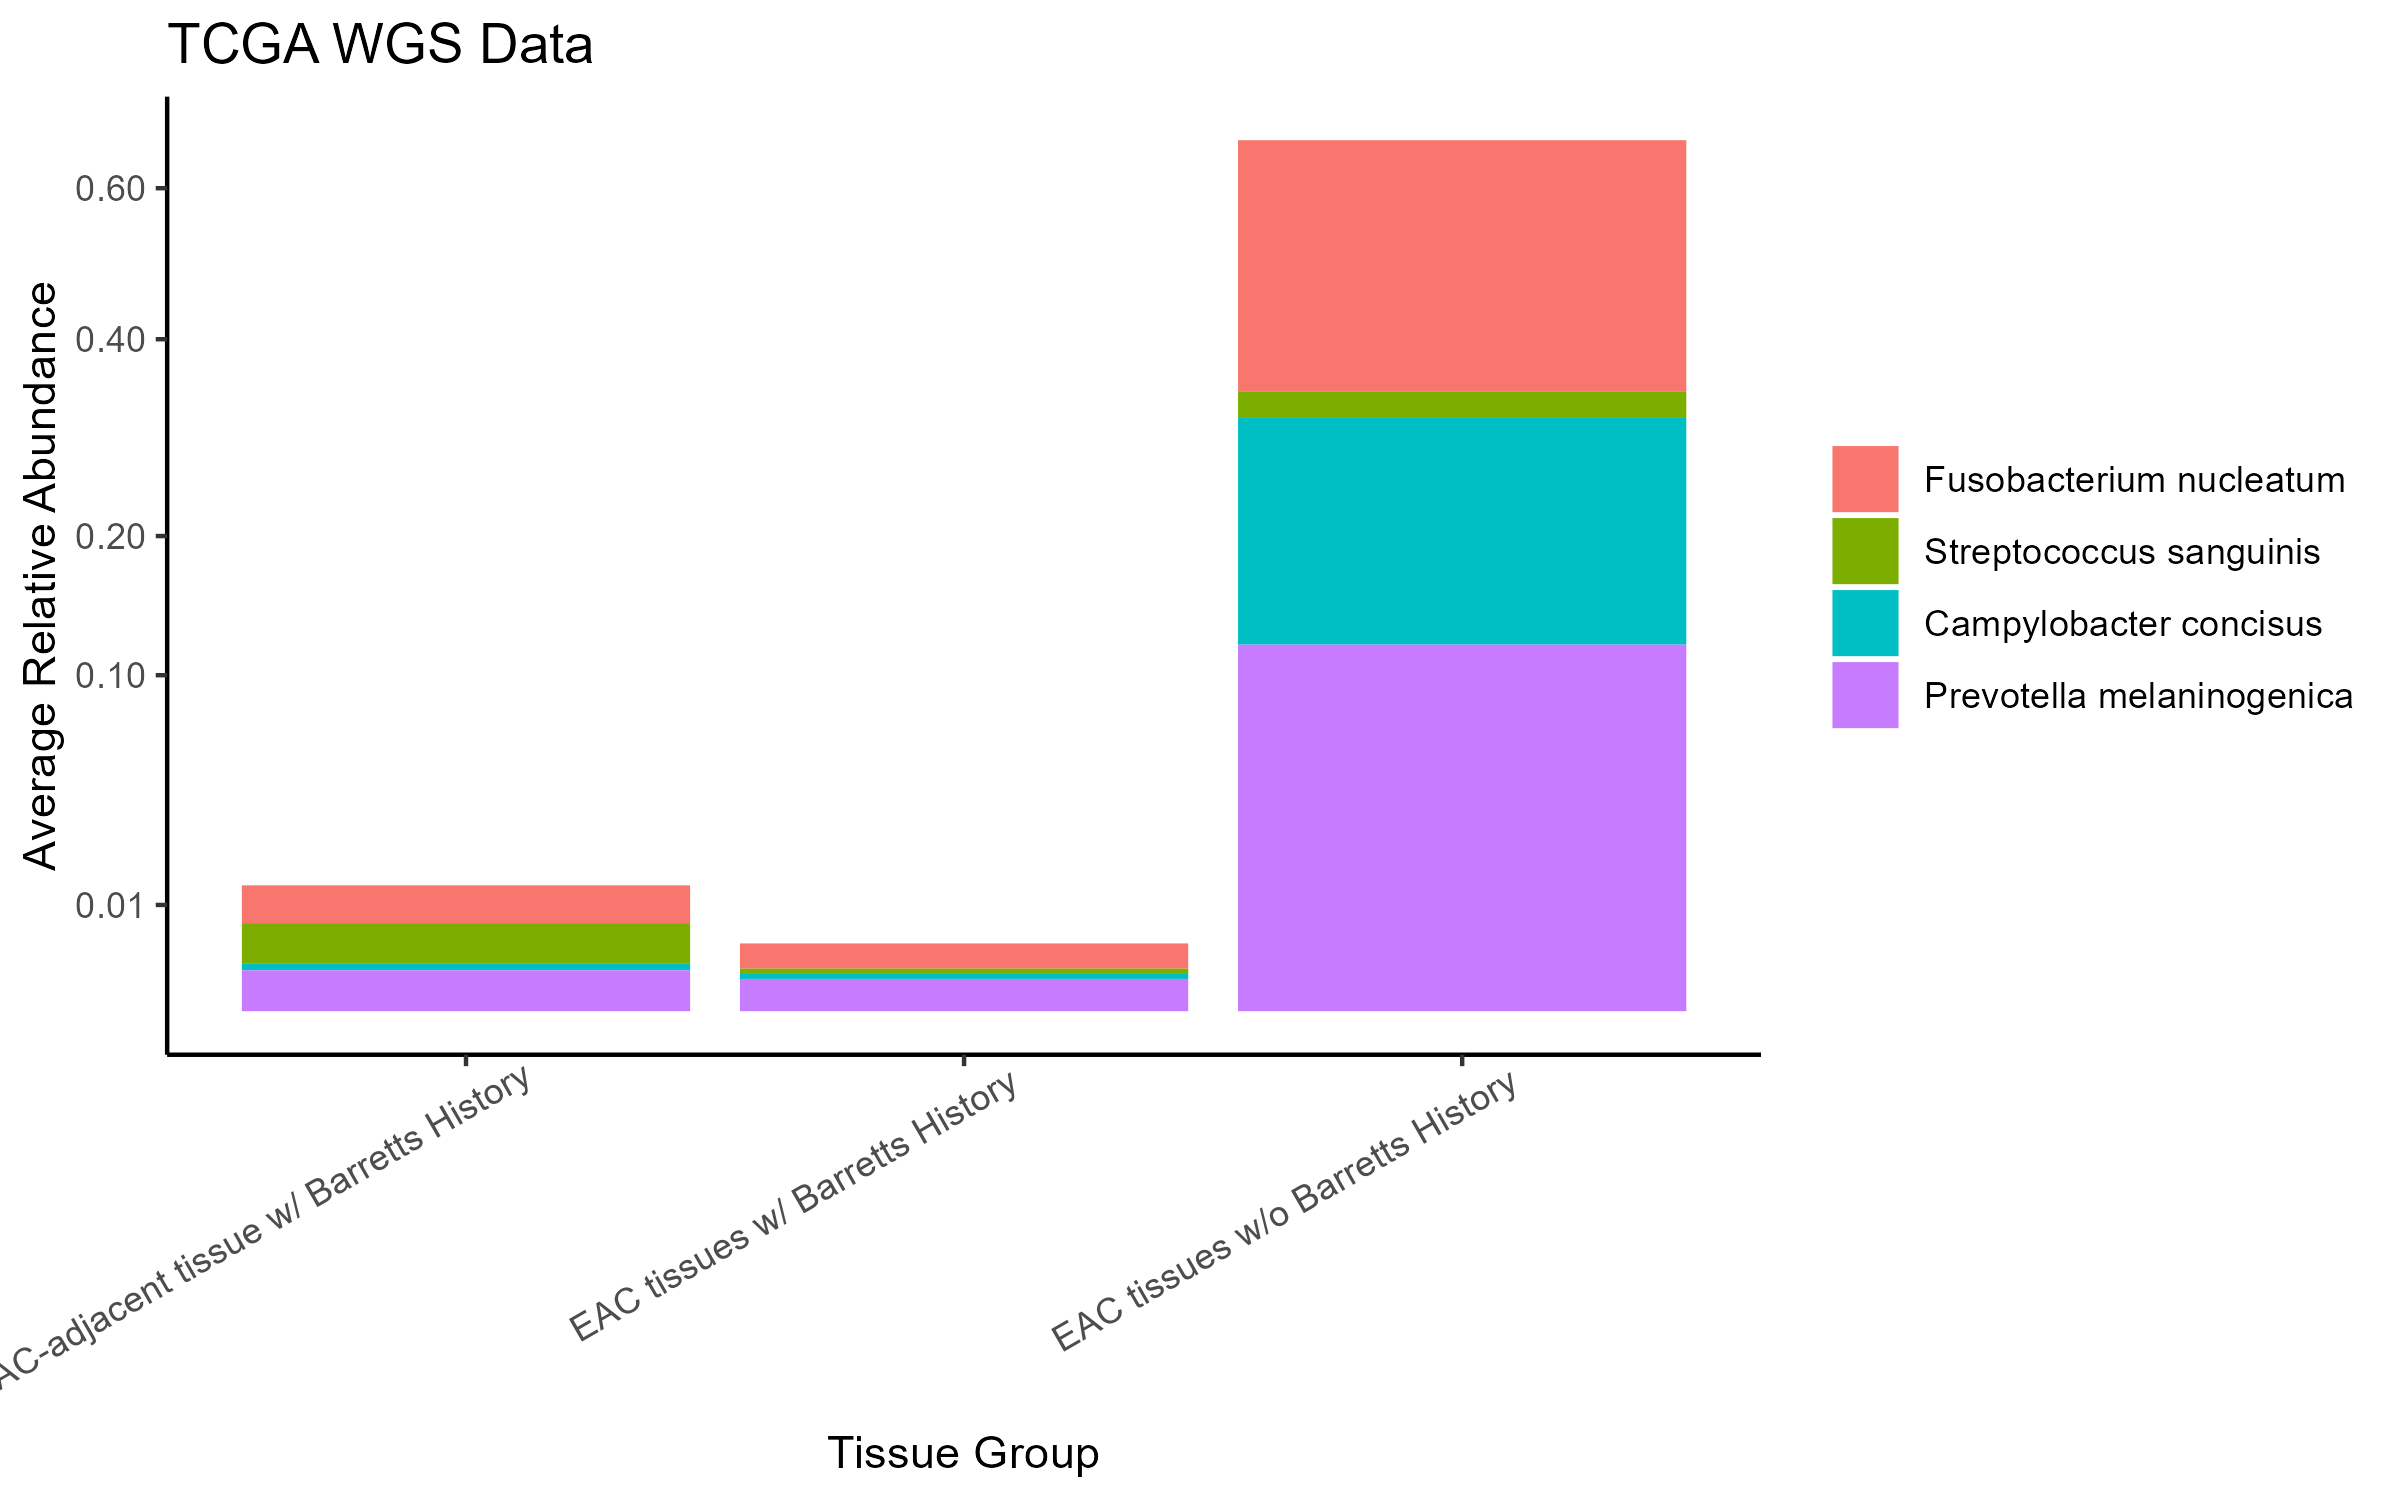 TCGA WGS Data
Average Relative Abundance
0.60
0.40
0.20
0.10
0.01
Fusobacterium nucleatum
Streptococcus sanguinis
Campylobacter concisus
Prevotella melaninogenica
AC-adjacent tissue w/ Barretts History
EAC tissues w/ Barretts History
EAC tissues w/o Barretts History
Tissue Group